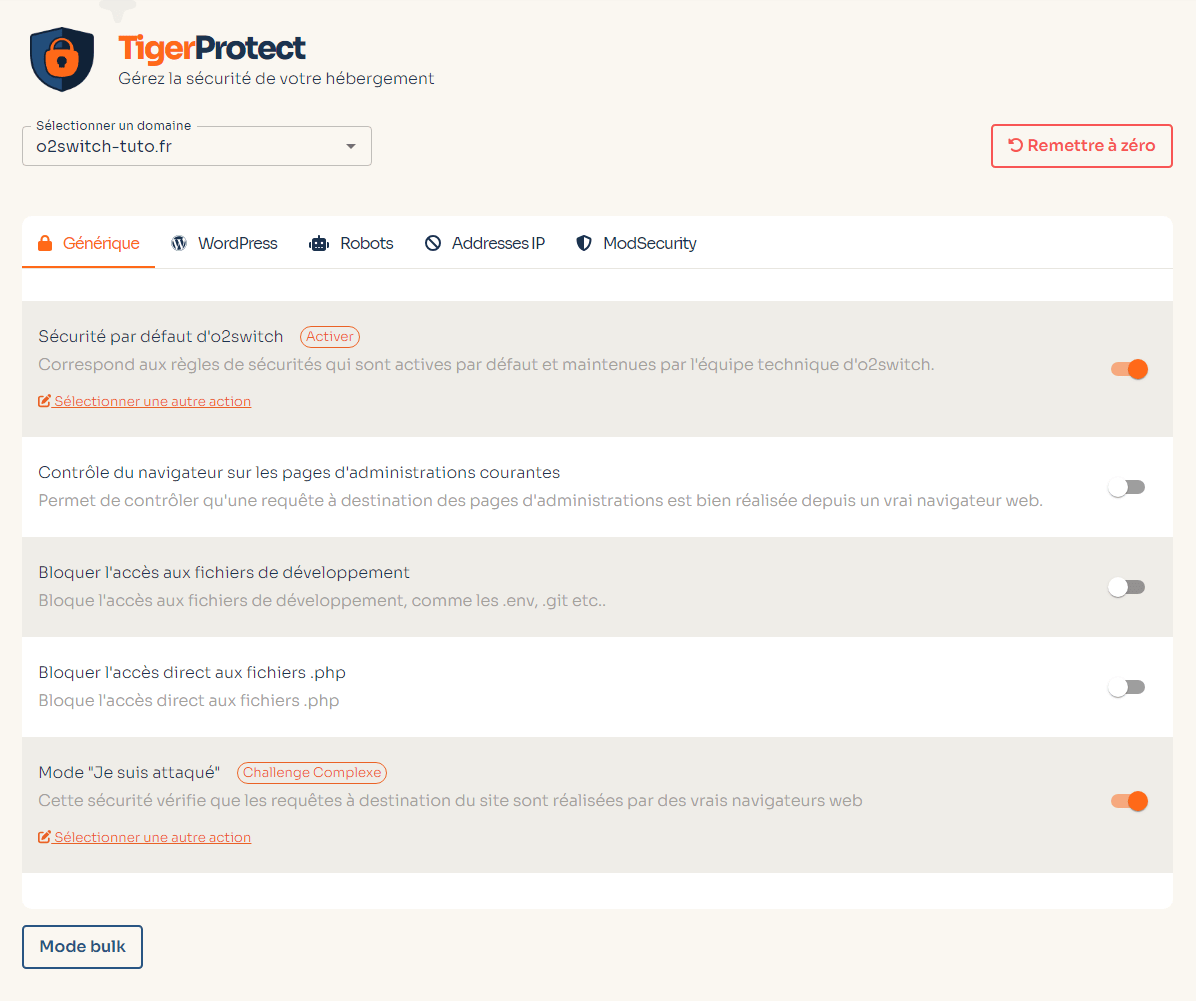 TigerProtect
Gérez la sécurité de votre hébergement
Sélectionner un domaine
o2switch-tuto.fr
Remettre à zéro
Générique WordPress Robots Addresses IP ModSecurity
Sécurité par défaut d'o2switch Activer
Correspond aux règles de sécurités qui sont actives par défaut et maintenues par l'équipe technique d'o2switch.
Sélectionner une autre action
Contrôle du navigateur sur les pages d'administrations courantes
Permet de contrôler qu'une requête à destination des pages d'administrations est bien réalisée depuis un vrai navigateur web.
Bloquer l'accès aux fichiers de développement
Bloque l'accès aux fichiers de développement, comme les .env, .git etc..
Bloquer l'accès direct aux fichiers .php
Bloque l'accès direct aux fichiers .php
Mode "Je suis attaqué" Challenge Complexe
Cette sécurité vérifie que les requêtes à destination du site sont réalisées par des vrais navigateurs web
Sélectionner une autre action
Mode bulk